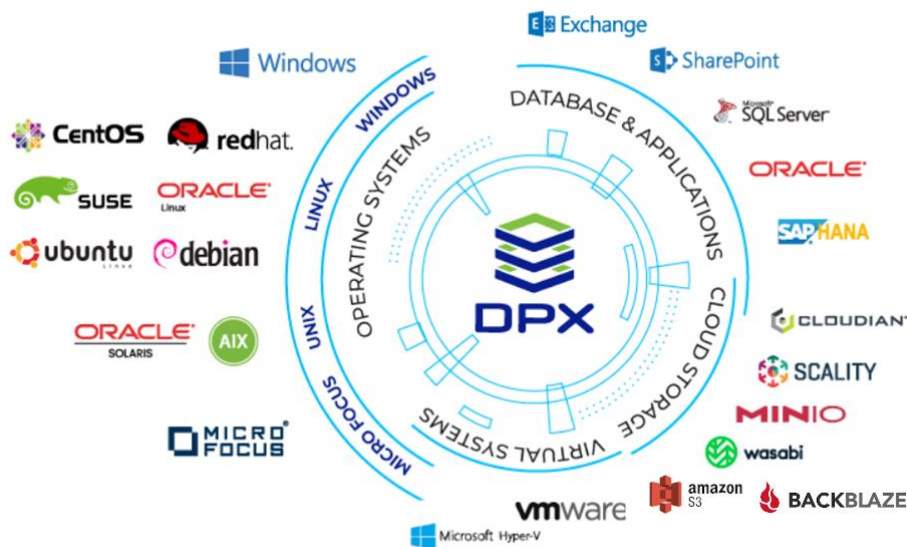 Exchange
Windows
SharePoint
WINDOWS
DATABASE & APPLICATIONS
Microsoft
SQL Server
CentOS
redhat.
LINUX
OPERATING SYSTEMS
ORACLE
SUSE
ORACLE
Linux
SAP HANA
ubuntu
linux
debian
DPX
UNIX
CLOUD STORAGE
CLOUDIAN
ORACLE
SOLARIS
AIX
SCALITY
MICRO FOCUS
VIRTUAL SYSTEMS
MINIO
MICRO
FOCUS
wasabi
amazon
S3
BACKBLAZE
vmware
Microsoft Hyper-V